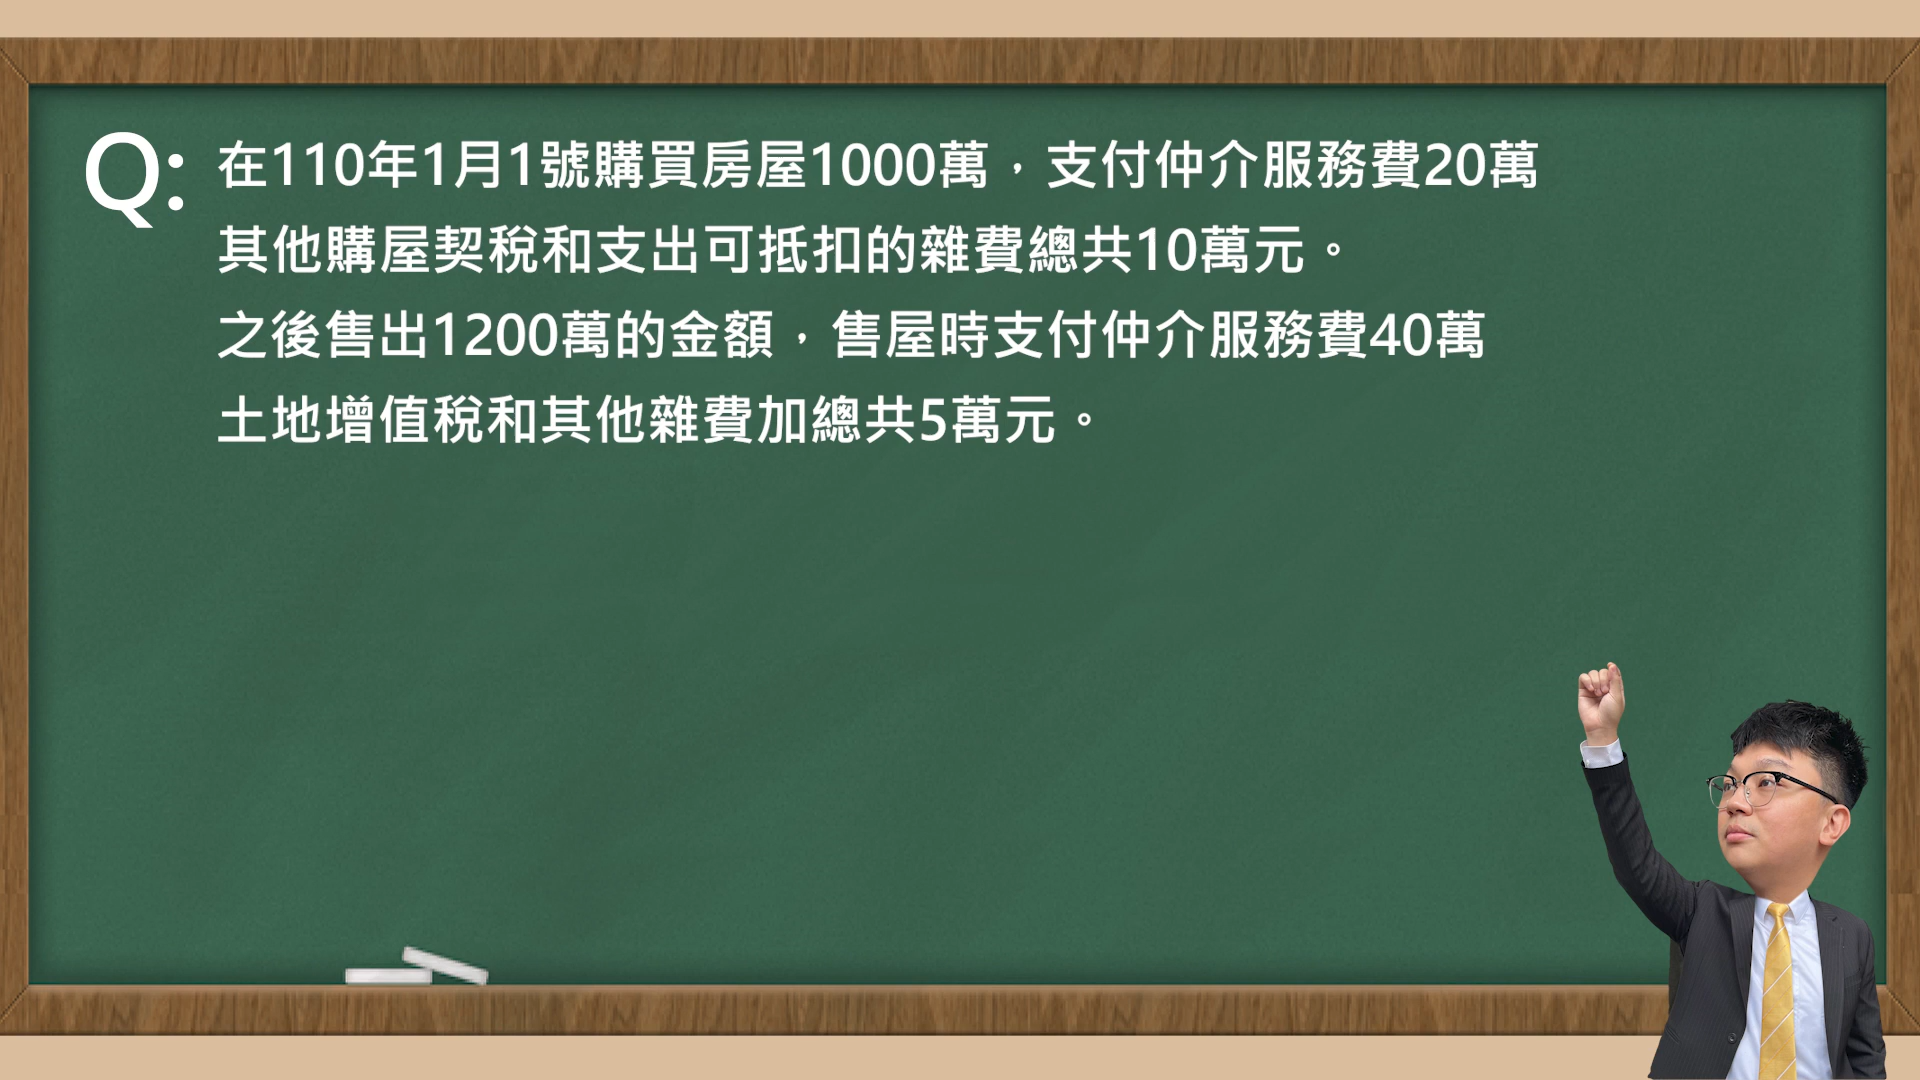 Q: 在110年1月1號購買房屋1000萬，支付仲介服務費20萬
其他購屋契稅和支出可抵扣的雜費總共10萬元。
之後售出1200萬的金額，售屋時支付仲介服務費40萬
土地增值稅和其他雜費加總共5萬元。